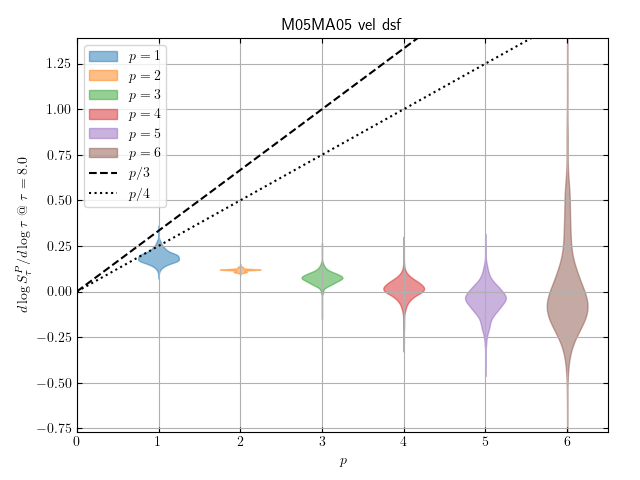 M05MA05 vel dsf
d log S_τ^p / d log τ @ τ = 8.0
1.25
1.00
0.75
0.50
0.25
0.00
−0.25
−0.50
−0.75
p = 1
p = 2
p = 3
p = 4
p = 5
p = 6
p/3
p/4
0 1 2 3 4 5 6
p